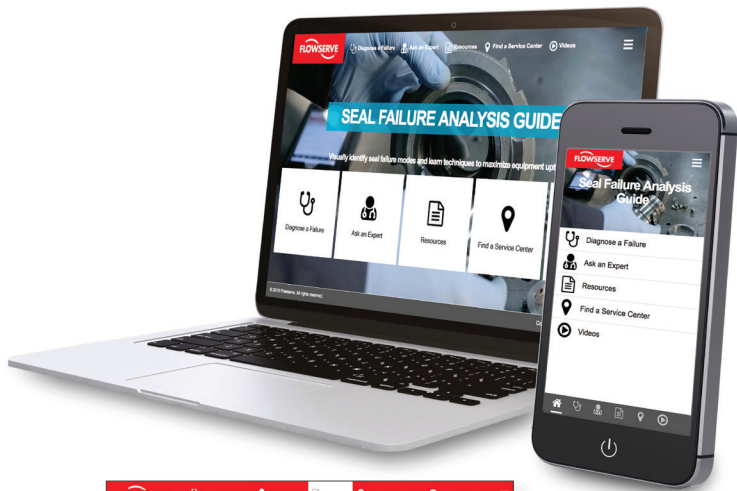 FLOWSERVE
Diagnose a Failure
Ask an Expert
Resources
Find a Service Center
Videos
SEAL FAILURE ANALYSIS GUIDE
Visually identify seal failure modes and learn techniques to maximize equipment upt
Diagnose a Failure
Ask an Expert
Resources
Find a Service Center
© 2018 Flowserve. All rights reserved.
FLOWSERVE
Seal Failure Analysis
Guide
Diagnose a Failure
Ask an Expert
Resources
Find a Service Center
Videos